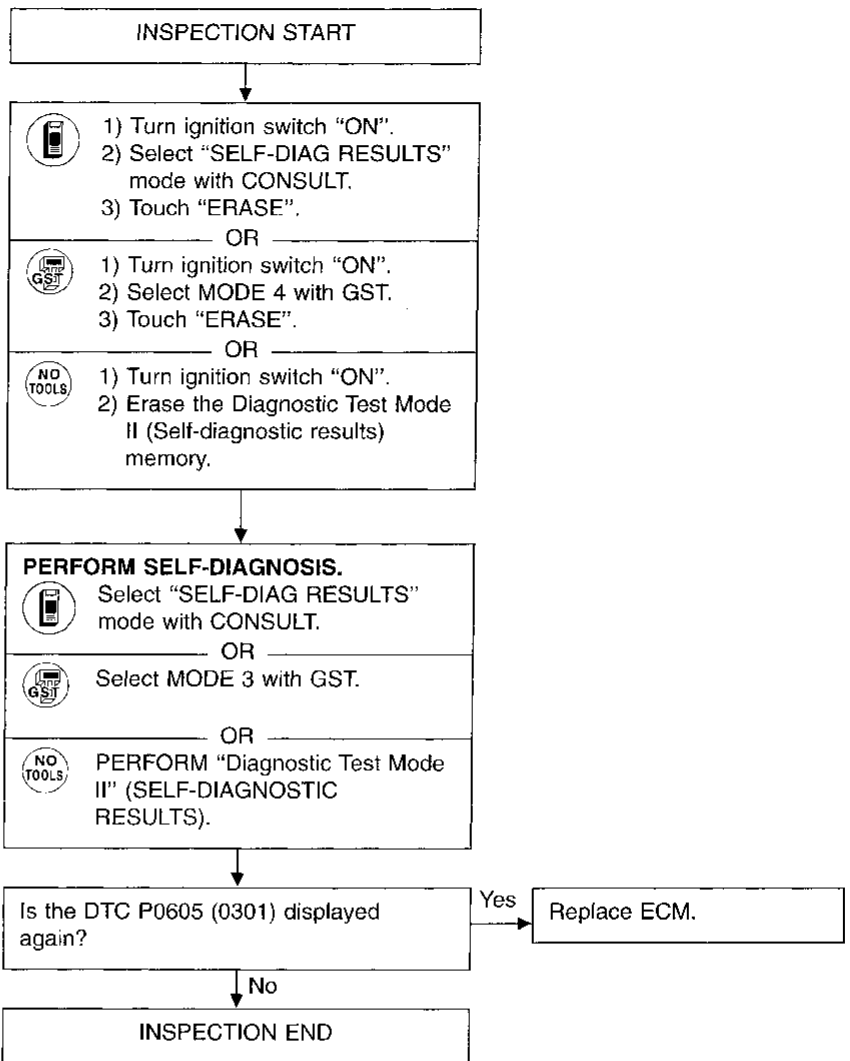 INSPECTION START
1) Turn ignition switch “ON”.
2) Select “SELF-DIAG RESULTS”
mode with CONSULT.
3) Touch “ERASE”.
OR
GST
1) Turn ignition switch “ON”.
2) Select MODE 4 with GST.
3) Touch “ERASE”.
OR
NO
TOOLS
1) Turn ignition switch “ON”.
2) Erase the Diagnostic Test Mode
II (Self-diagnostic results)
memory.
PERFORM SELF-DIAGNOSIS.
Select “SELF-DIAG RESULTS”
mode with CONSULT.
OR
GST
Select MODE 3 with GST.
OR
NO
TOOLS
PERFORM “Diagnostic Test Mode
II” (SELF-DIAGNOSTIC
RESULTS).
Is the DTC P0605 (0301) displayed
again?
Yes
Replace ECM.
No
INSPECTION END